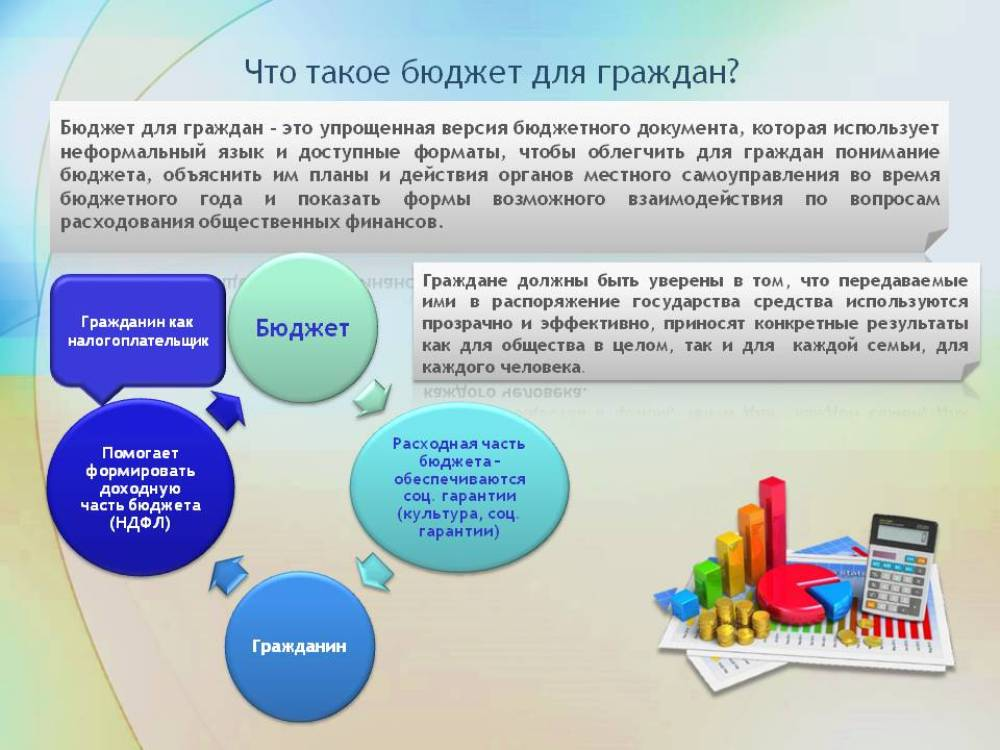 Что такое бюджет для граждан?
Бюджет для граждан - это упрощенная версия бюджетного документа, которая использует
неформальный язык и доступные форматы, чтобы облегчить для граждан понимание
бюджета, объяснить им планы и действия органов местного самоуправления во время
бюджетного года и показать формы возможного взаимодействия по вопросам
расходования общественных финансов.
Граждане должны быть уверены в том, что передаваемые
ими в распоряжение государства средства используются
прозрачно и эффективно, приносят конкретные результаты
как для общества в целом, так и для каждой семьи, для
каждого человека.
Гражданин как
налогоплательщик
Бюджет
Помогает
формировать
доходную
часть бюджета
(НДФЛ)
Расходная часть
бюджета –
обеспечиваются
соц. гарантии
(культура, соц.
гарантии)
Гражданин